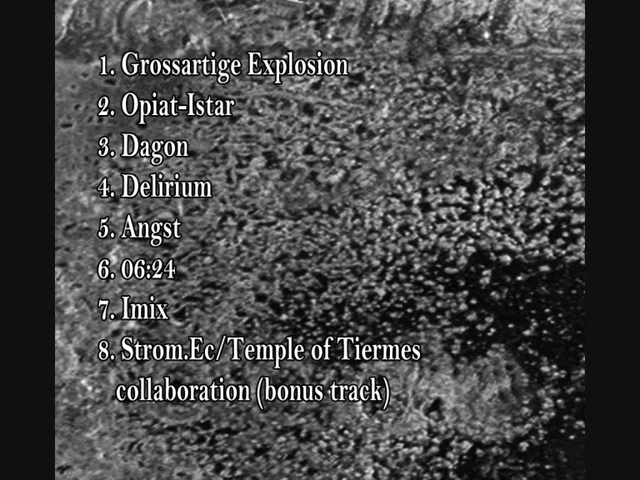 1. Grossartige Explosion
2. Opiat-Istar
3. Dagon
4. Delirium
5. Angst
6. 06:24
7. Imix
8. Strom.Ec/Temple of Tiermes
collaboration (bonus track)